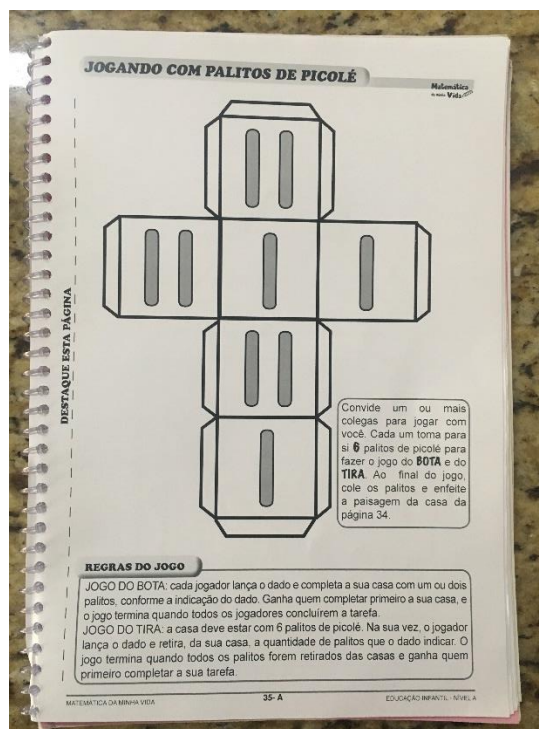 JOGANDO COM PALITOS DE PICOLÉ
Matemática
da minha Vida
DESTAQUE ESTA PÁGINA
Convide um ou mais
colegas para jogar com
você. Cada um toma para
si 6 palitos de picolé para
fazer o jogo do BOTA e do
TIRA. Ao final do jogo,
cole os palitos e enfeite
a paisagem da casa da
página 34.
REGRAS DO JOGO
JOGO DO BOTA: cada jogador lança o dado e completa a sua casa com um ou dois
palitos, conforme a indicação do dado. Ganha quem completar primeiro a sua casa, e
o jogo termina quando todos os jogadores concluírem a tarefa.
JOGO DO TIRA: a casa deve estar com 6 palitos de picolé. Na sua vez, o jogador
lança o dado e retira, da sua casa, a quantidade de palitos que o dado indicar. O
jogo termina quando todos os palitos forem retirados das casas e ganha quem
primeiro completar a sua tarefa.
MATEMÁTICA DA MINHA VIDA
35- A
EDUCAÇÃO INFANTIL - NÍVEL A